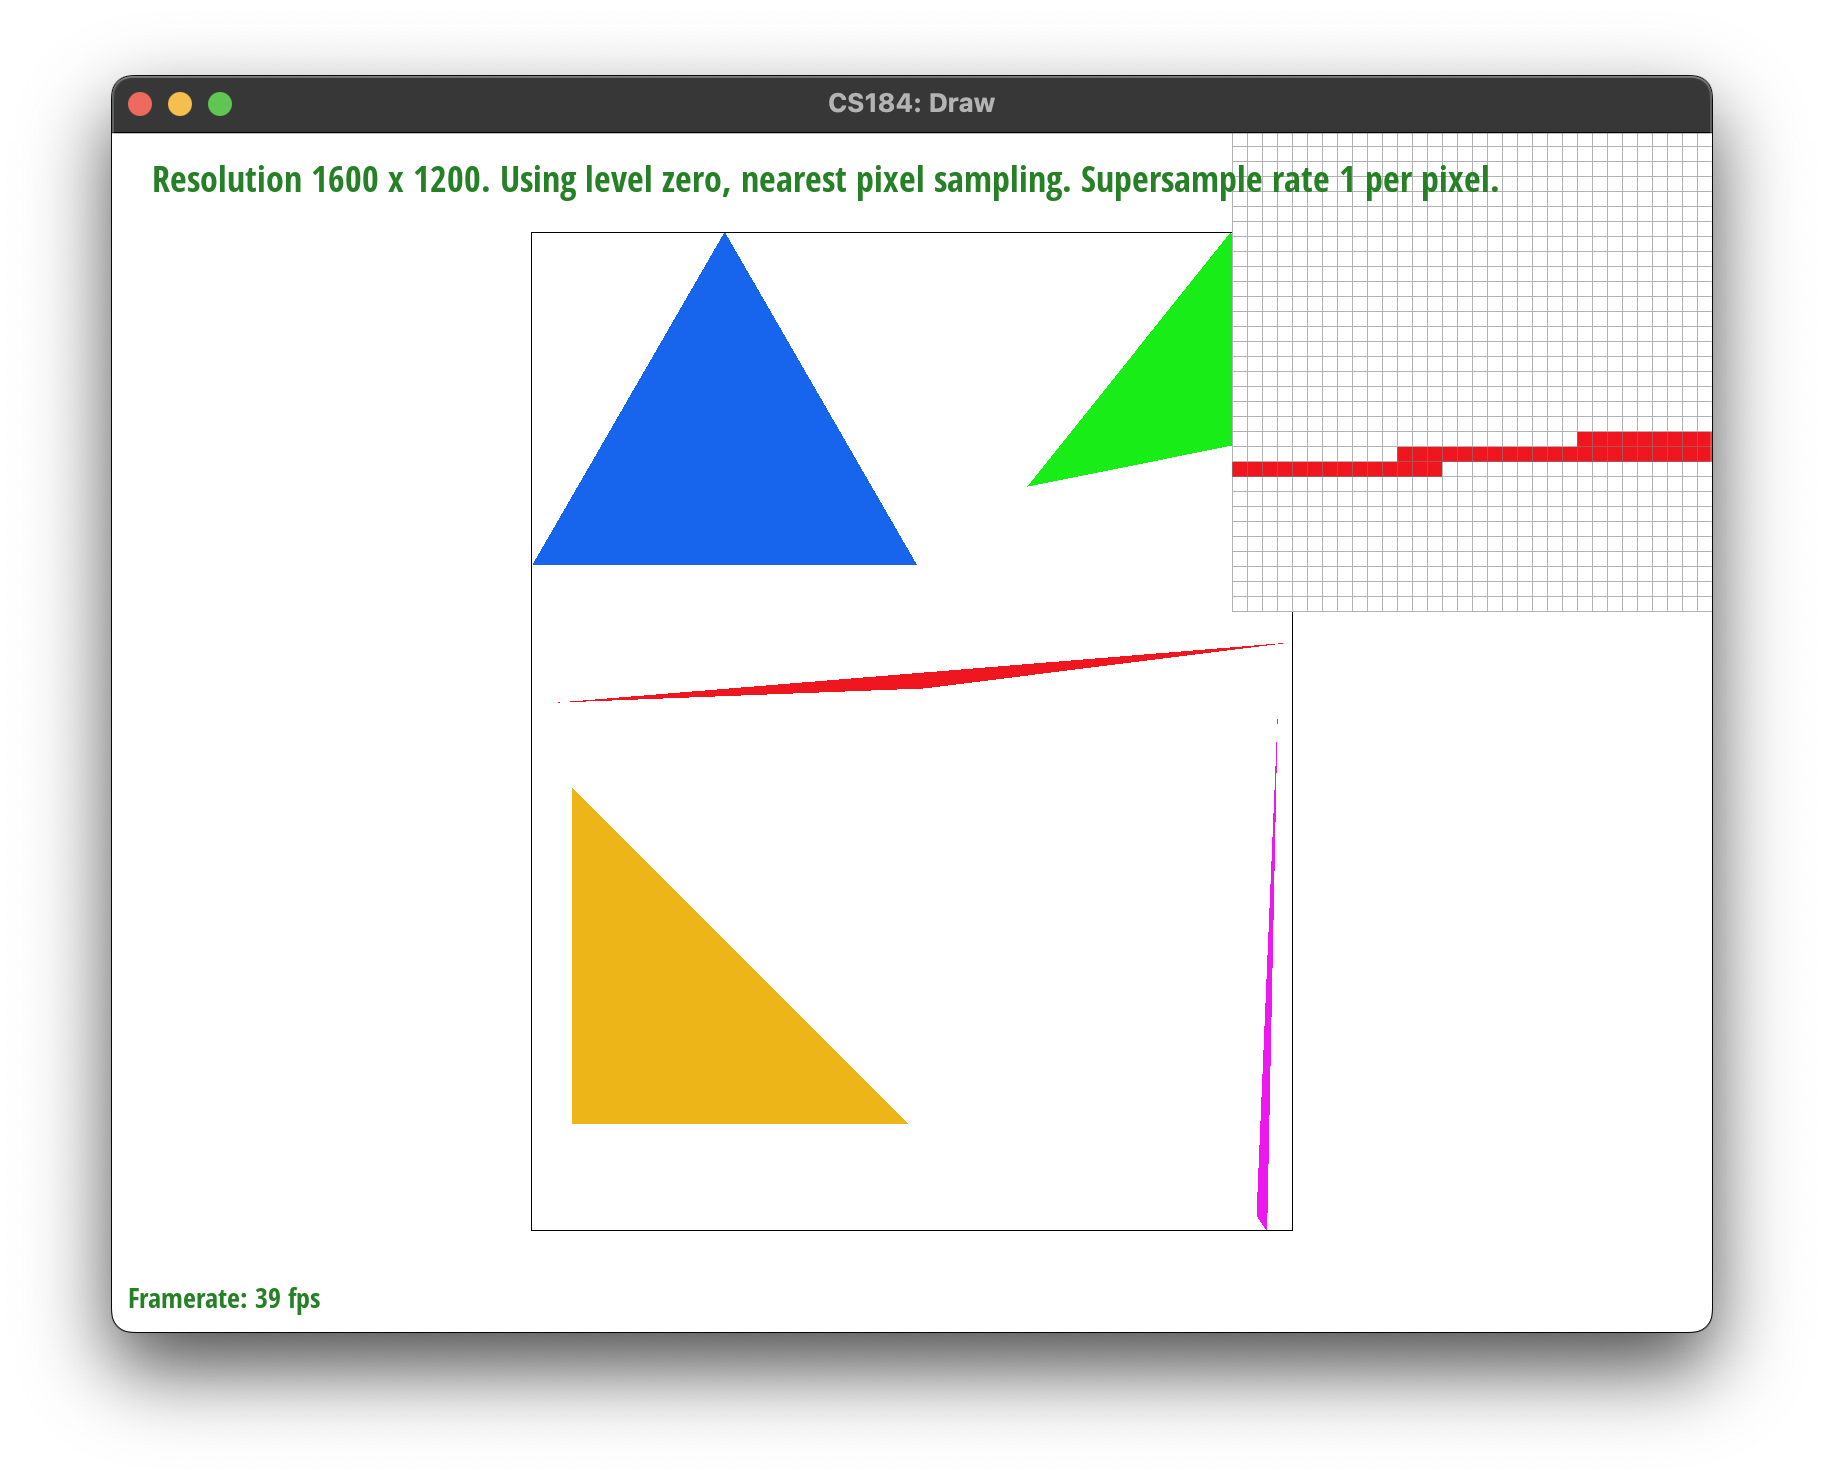 CS184: Draw
Resolution 1600 x 1200. Using level zero, nearest pixel sampling. Supersample rate 1 per pixel.
Framerate: 39 fps